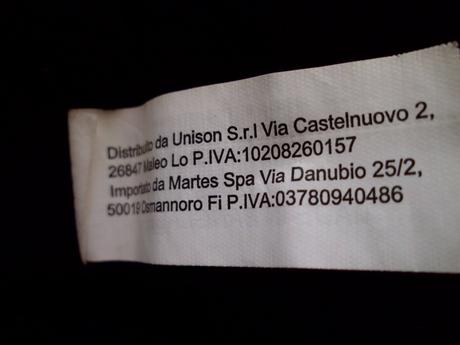 Distribuito da Unison S.r.l Via Castelnuovo 2,
26847 Maleo Lo P.IVA:10208260157
Importato da Martes Spa Via Danubio 25/2,
50019 Osmannoro Fi P.IVA:03780940486